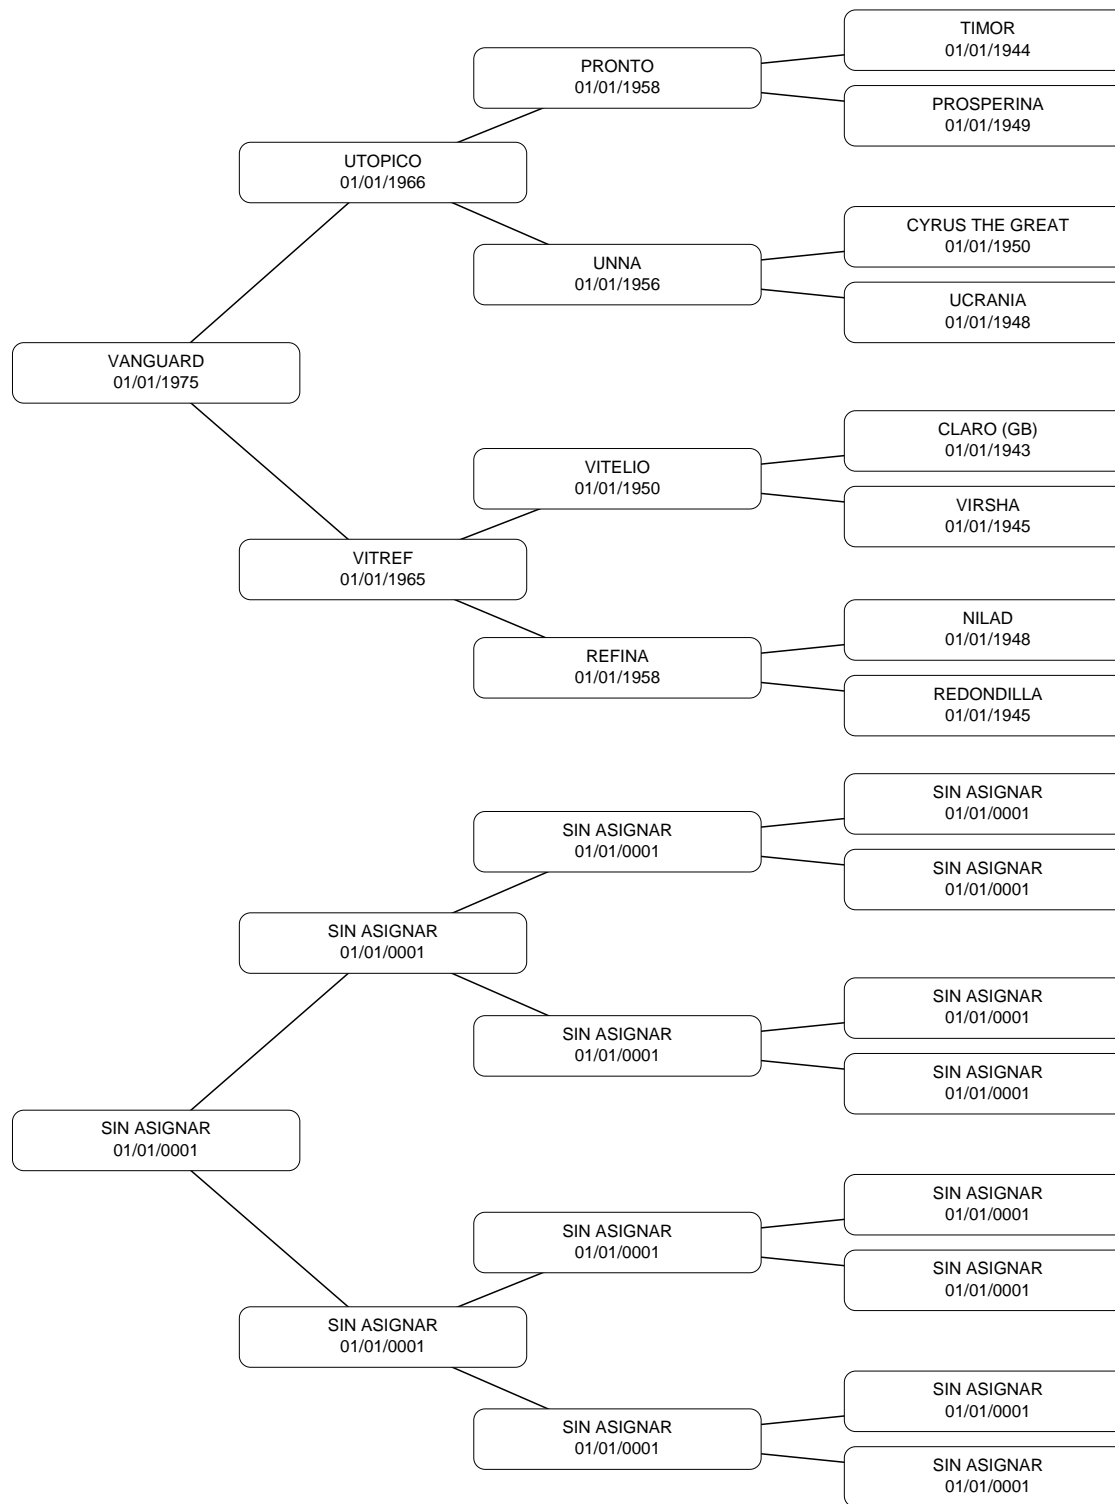 TIMOR
01/01/1944
PRONTO
01/01/1958
PROSPERINA
01/01/1949
UTOPICO
01/01/1966
CYRUS THE GREAT
01/01/1950
UNNA
01/01/1956
UCRANIA
01/01/1948
VANGUARD
01/01/1975
CLARO (GB)
01/01/1943
VITELIO
01/01/1950
VIRSHA
01/01/1945
VITREF
01/01/1965
NILAD
01/01/1948
REFINA
01/01/1958
REDONDILLA
01/01/1945
SIN ASIGNAR
01/01/0001
SIN ASIGNAR
01/01/0001
SIN ASIGNAR
01/01/0001
SIN ASIGNAR
01/01/0001
SIN ASIGNAR
01/01/0001
SIN ASIGNAR
01/01/0001
SIN ASIGNAR
01/01/0001
SIN ASIGNAR
01/01/0001
SIN ASIGNAR
01/01/0001
SIN ASIGNAR
01/01/0001
SIN ASIGNAR
01/01/0001
SIN ASIGNAR
01/01/0001
SIN ASIGNAR
01/01/0001
SIN ASIGNAR
01/01/0001
SIN ASIGNAR
01/01/0001